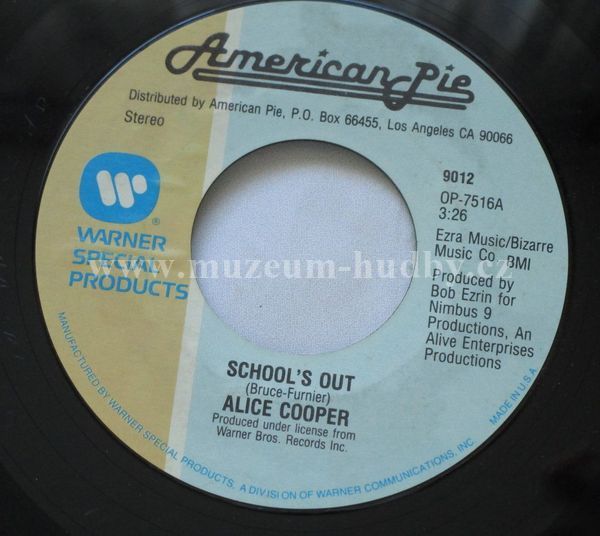 American Pie
Distributed by American Pie, P.O. Box 66455, Los Angeles CA 90066
Stereo
W
®
WARNER
SPECIAL
PRODUCTS
9012
OP-7516A
3:26
Ezra Music/Bizarre
Music Co. BMI
Produced by
Bob Ezrin for
Nimbus 9
Productions, An
Alive Enterprises
Productions
www.muzeum-hudby.cz
SCHOOL'S OUT
(Bruce-Furnier)
ALICE COOPER
Produced under license from
Warner Bros. Records Inc.
MANUFACTURED BY WARNER SPECIAL PRODUCTS, A DIVISION OF WARNER COMMUNICATIONS, INC. MADE IN U.S.A.